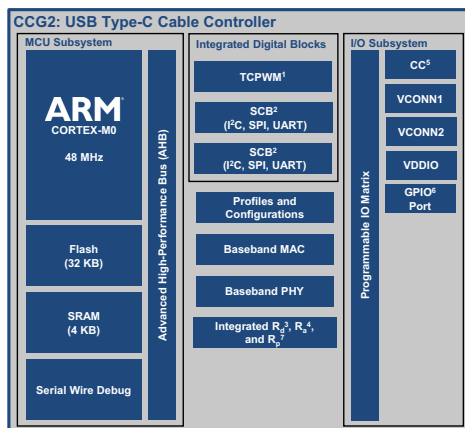 CCG2: USB Type-C Cable Controller
MCU Subsystem
ARM®
CORTEX-M0
48 MHz
Flash
(32 KB)
SRAM
(4 KB)
Serial Wire Debug
Advanced High-Performance Bus (AHB)
Integrated Digital Blocks
TCPWM¹
SCB²
(I²C, SPI, UART)
SCB²
(I²C, SPI, UART)
Profiles and
Configurations
Baseband MAC
Baseband PHY
Integrated R_d³, R_a⁴,
and R_p⁷
I/O Subsystem
Programmable IO Matrix
CC⁵
VCONN1
VCONN2
VDDIO
GPIO⁶
Port